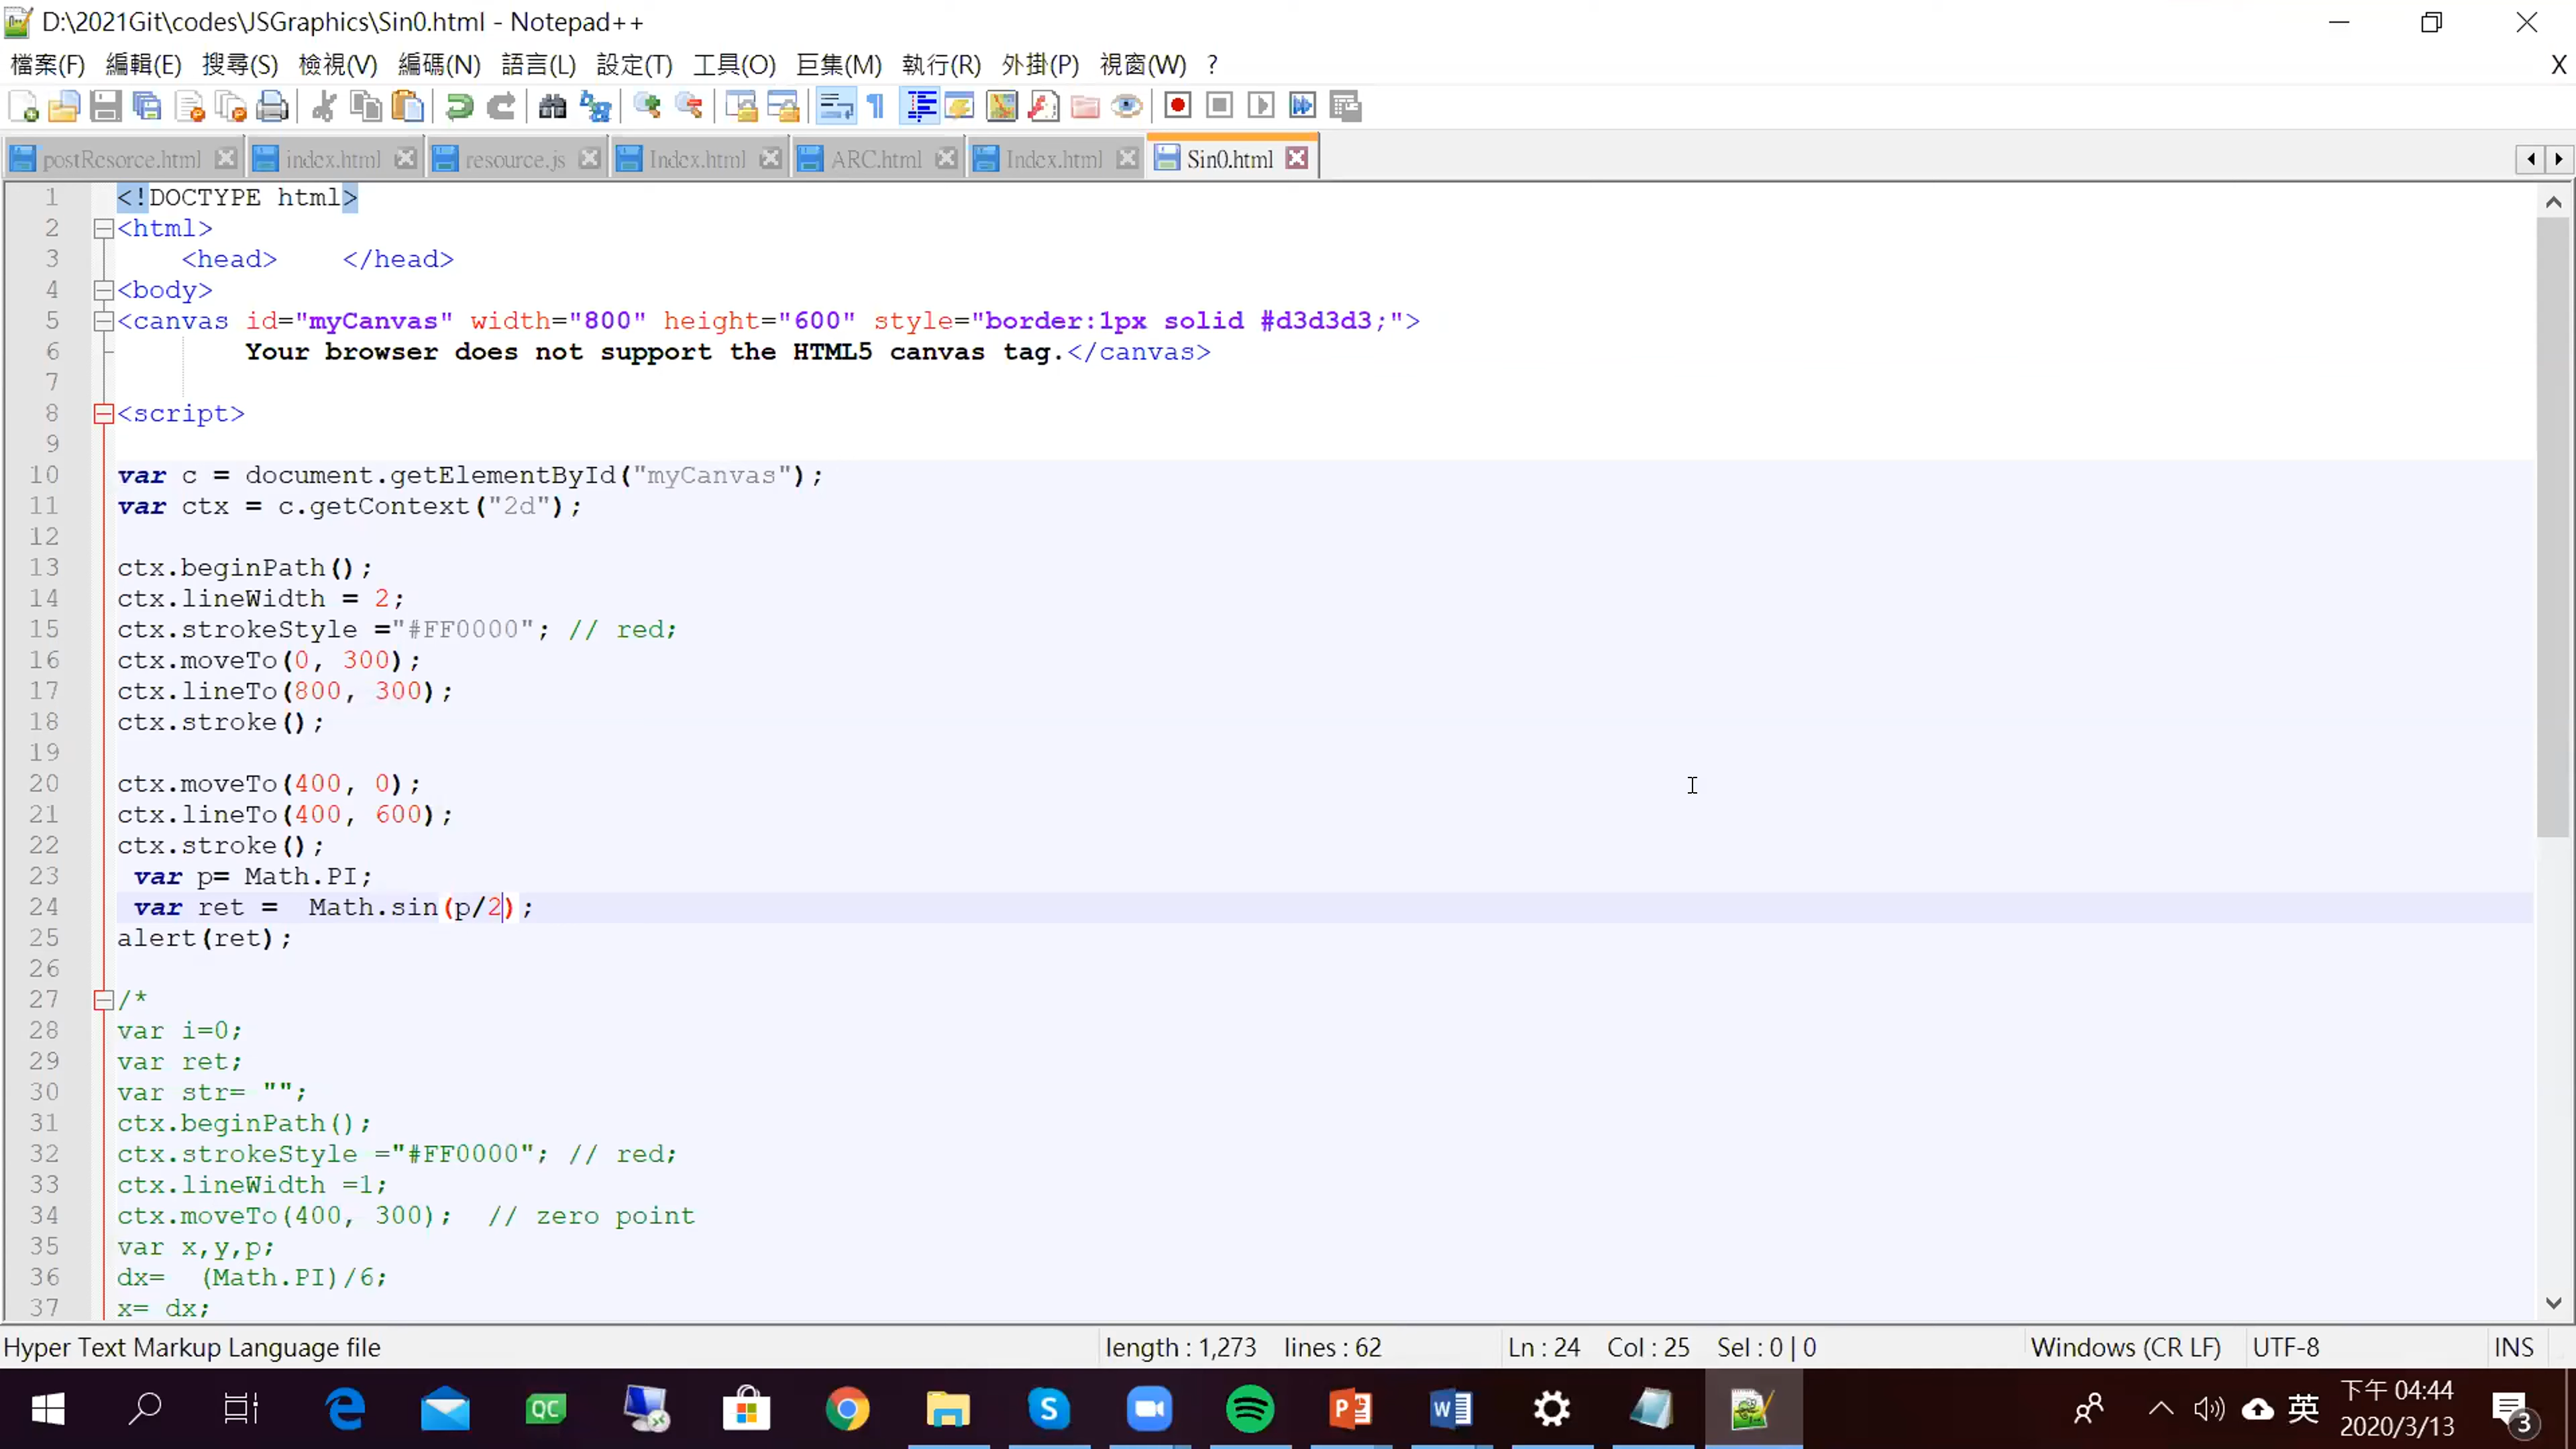 D:\2021Git\codes\JSGraphics\Sin0.html - Notepad++
檔案(F) 編輯(E) 搜尋(S) 檢視(V) 編碼(N) 語言(L) 設定(T) 工具(O) 巨集(M) 執行(R) 外掛(P) 視窗(W) ? X
postResorce.html index.html resource.js Index.html ARC.html Index.html Sin0.html
1 <!DOCTYPE html>
2 <html>
3 <head> </head>
4 <body>
5 <canvas id="myCanvas" width="800" height="600" style="border:1px solid #d3d3d3;">
6 Your browser does not support the HTML5 canvas tag.</canvas>
7
8 <script>
9
10 var c = document.getElementById("myCanvas");
11 var ctx = c.getContext("2d");
12
13 ctx.beginPath();
14 ctx.lineWidth = 2;
15 ctx.strokeStyle ="#FF0000"; // red;
16 ctx.moveTo(0, 300);
17 ctx.lineTo(800, 300);
18 ctx.stroke();
19
20 ctx.moveTo(400, 0);
21 ctx.lineTo(400, 600);
22 ctx.stroke();
23 var p= Math.PI;
24 var ret =  Math.sin(p/2);
25 alert(ret);
26
27 /*
28 var i=0;
29 var ret;
30 var str= "";
31 ctx.beginPath();
32 ctx.strokeStyle ="#FF0000"; // red;
33 ctx.lineWidth =1;
34 ctx.moveTo(400, 300);  // zero point
35 var x,y,p;
36 dx=  (Math.PI)/6;
37 x= dx;
Hyper Text Markup Language file length : 1,273 lines : 62 Ln : 24 Col : 25 Sel : 0 | 0 Windows (CR LF) UTF-8 INS
QC 英 下午 04:44
2020/3/13 3